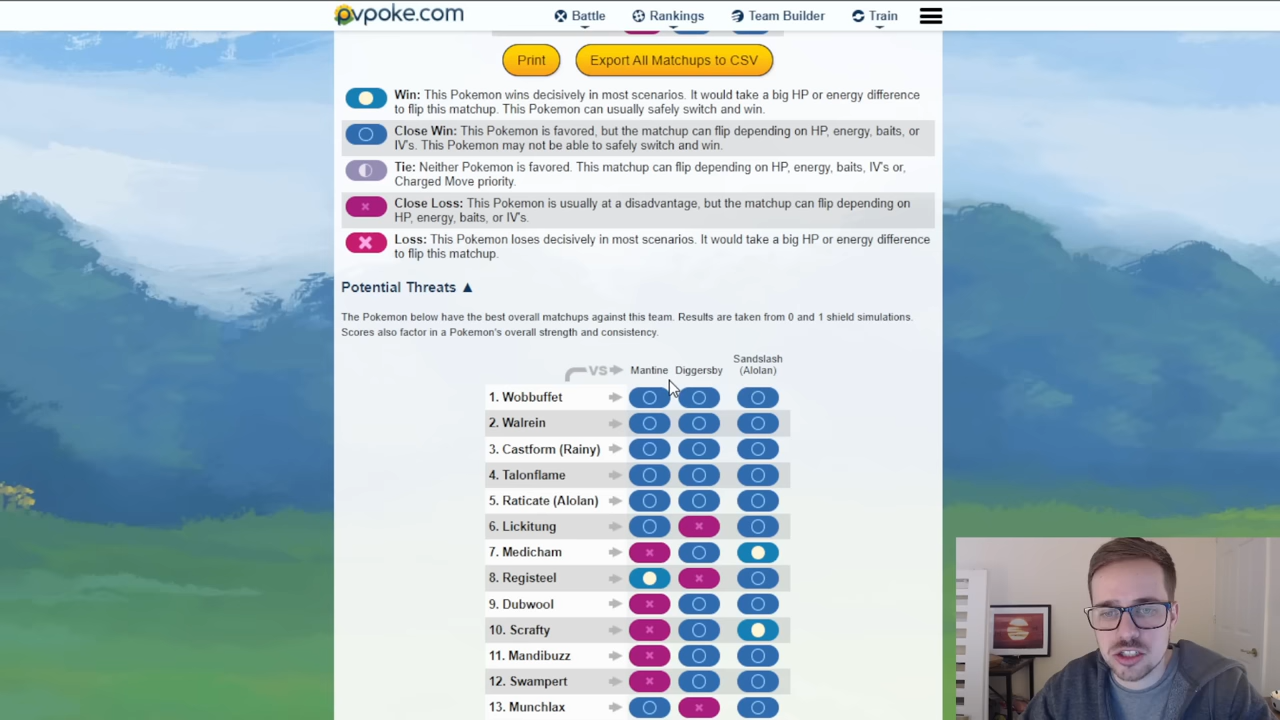 pvpoke.com
Battle
Rankings
Team Builder
Train
Print
Export All Matchups to CSV
Win: This Pokemon wins decisively in most scenarios. It would take a big HP or energy difference
to flip this matchup. This Pokemon can usually safely switch and win.
Close Win: This Pokemon is favored, but the matchup can flip depending on HP, energy, baits, or
IV's. This Pokemon may not be able to safely switch and win.
Tie: Neither Pokemon is favored. This matchup can flip depending on HP, energy, baits, IV's or,
Charged Move priority.
Close Loss: This Pokemon is usually at a disadvantage, but the matchup can flip depending on
HP, energy, baits, or IV's.
Loss: This Pokemon loses decisively in most scenarios. It would take a big HP or energy difference
to flip this matchup.
Potential Threats ▲
The Pokemon below have the best overall matchups against this team. Results are taken from 0 and 1 shield simulations.
Scores also factor in a Pokemon's overall strength and consistency.
VS Mantine Diggersby Sandslash
(Alolan)
1. Wobbuffet
2. Walrein
3. Castform (Rainy)
4. Talonflame
5. Raticate (Alolan)
6. Lickitung
7. Medicham
8. Registeel
9. Dubwool
10. Scrafty
11. Mandibuzz
12. Swampert
13. Munchlax